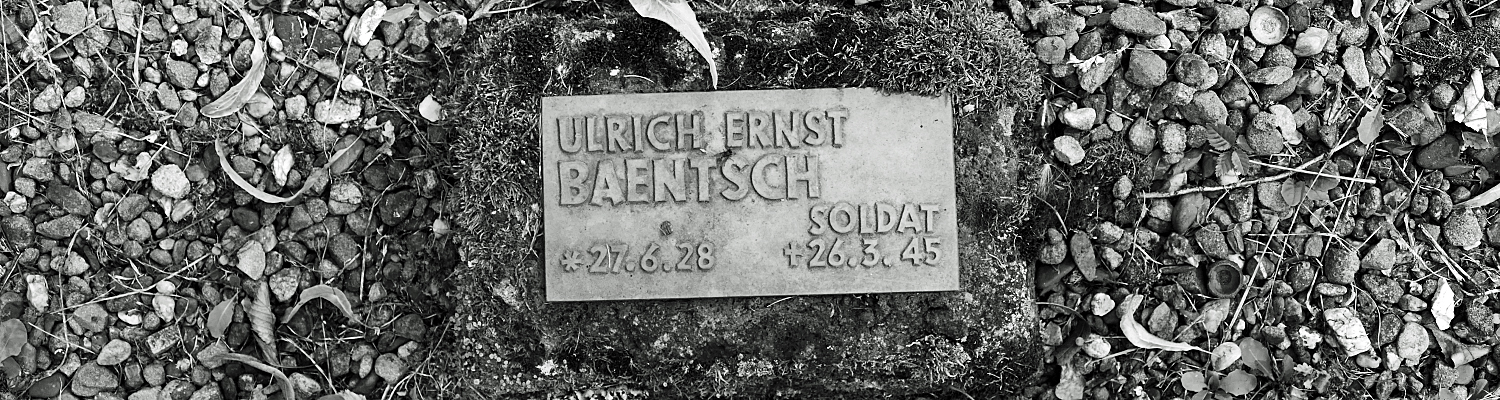 ULRICH ERNST
BAENTSCH
SOLDAT
*27.6.28 +26.3.45